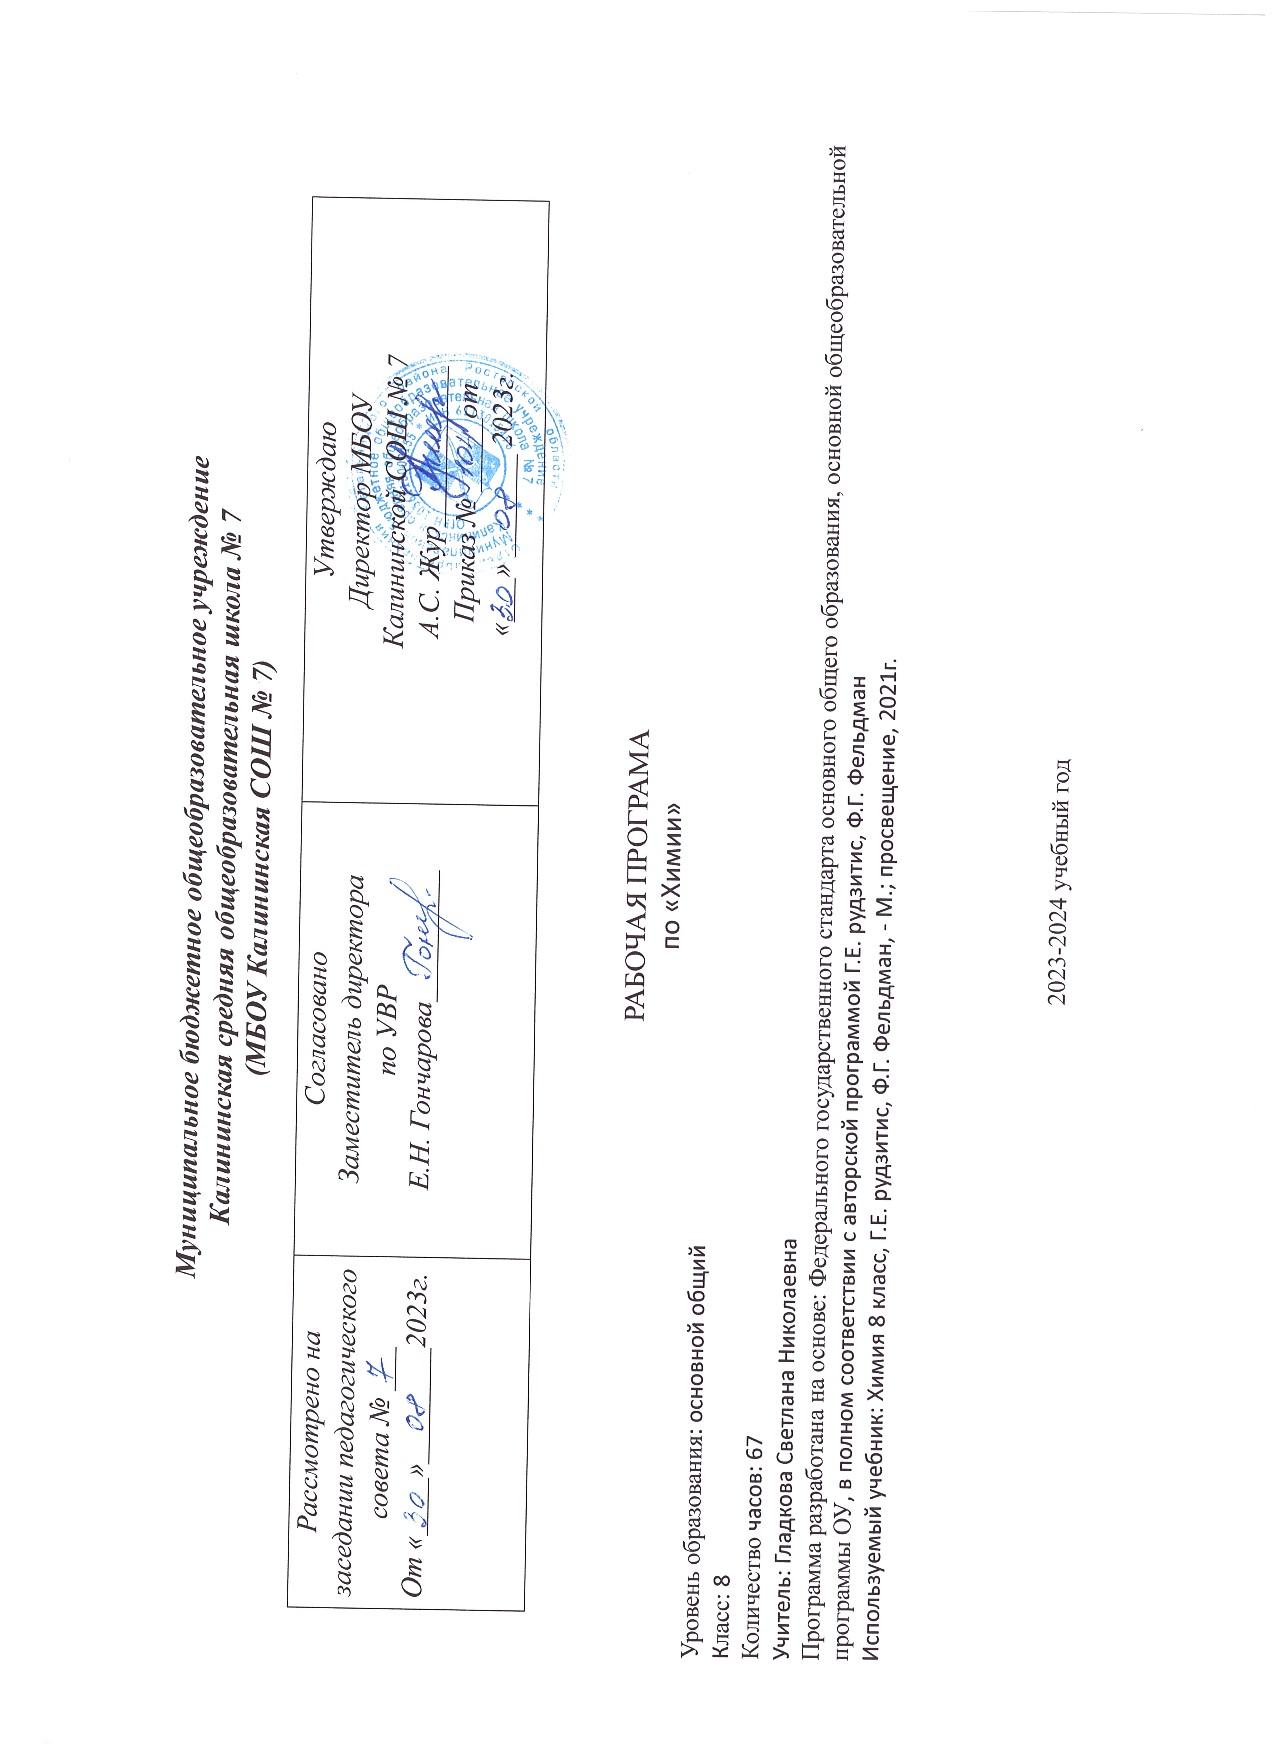 Муниципальное бюджетное общеобразовательное учреждение
Калининская средняя общеобразовательная школа № 7
(МБОУ Калининская СОШ № 7)
Рассмотрено на
заседании педагогического
совета № 7
От «30» 08 2023г.
Согласовано
Заместитель директора
по УВР
Е.Н. Гончарова
Утверждаю
Директор МБОУ
Калининской СОШ № 7
А.С. Жур
Приказ № 104 от
«30» 08 2023г.
РАБОЧАЯ ПРОГРАМА
по «Химии»
Уровень образования: основной общий
Класс: 8
Количество часов: 67
Учитель: Гладкова Светлана Николаевна
Программа разработана на основе: Федерального государственного стандарта основного общего образования, основной общеобразовательной
программы ОУ, в полном соответствии с авторской программой Г.Е. рудзитис, Ф.Г. Фельдман
Используемый учебник: Химия 8 класс, Г.Е. рудзитис, Ф.Г. Фельдман, - М.; просвещение, 2021г.
2023-2024 учебный год